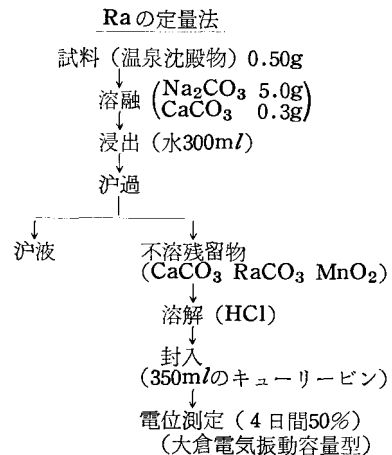 Raの定量法
試料（温泉沈殿物）0.50g
溶融（Na₂CO₃ 5.0g
CaCO₃ 0.3g）
浸出（水300ml）
沪過
沪液
不溶残留物
（CaCO₃ RaCO₃ MnO₂）
溶解（HCl）
封入
（350mlのキューリービン）
電位測定（４日間50％）
（大倉電気振動容量型）